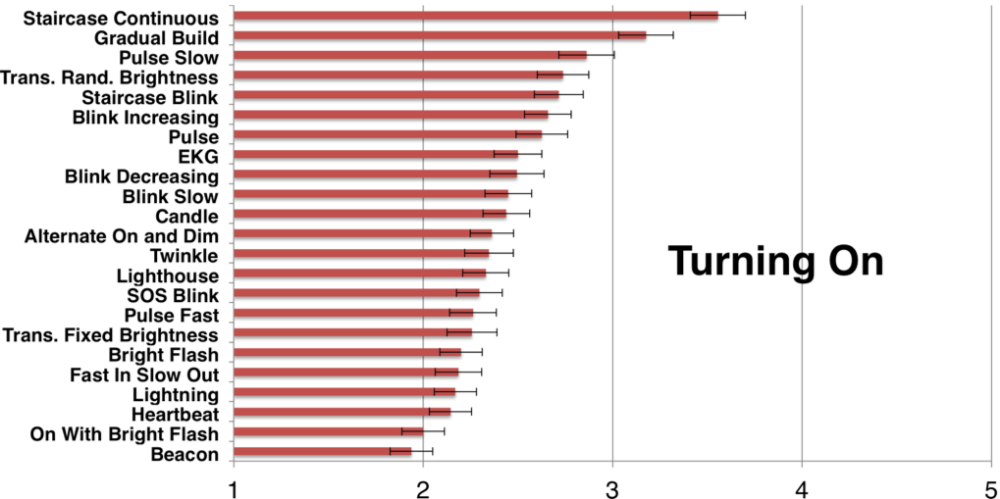 Staircase Continuous
Gradual Build
Pulse Slow
Trans. Rand. Brightness
Staircase Blink
Blink Increasing
Pulse
EKG
Blink Decreasing
Blink Slow
Candle
Alternate On and Dim
Twinkle
Lighthouse
SOS Blink
Pulse Fast
Trans. Fixed Brightness
Bright Flash
Fast In Slow Out
Lightning
Heartbeat
On With Bright Flash
Beacon
Turning On
1 2 3 4 5